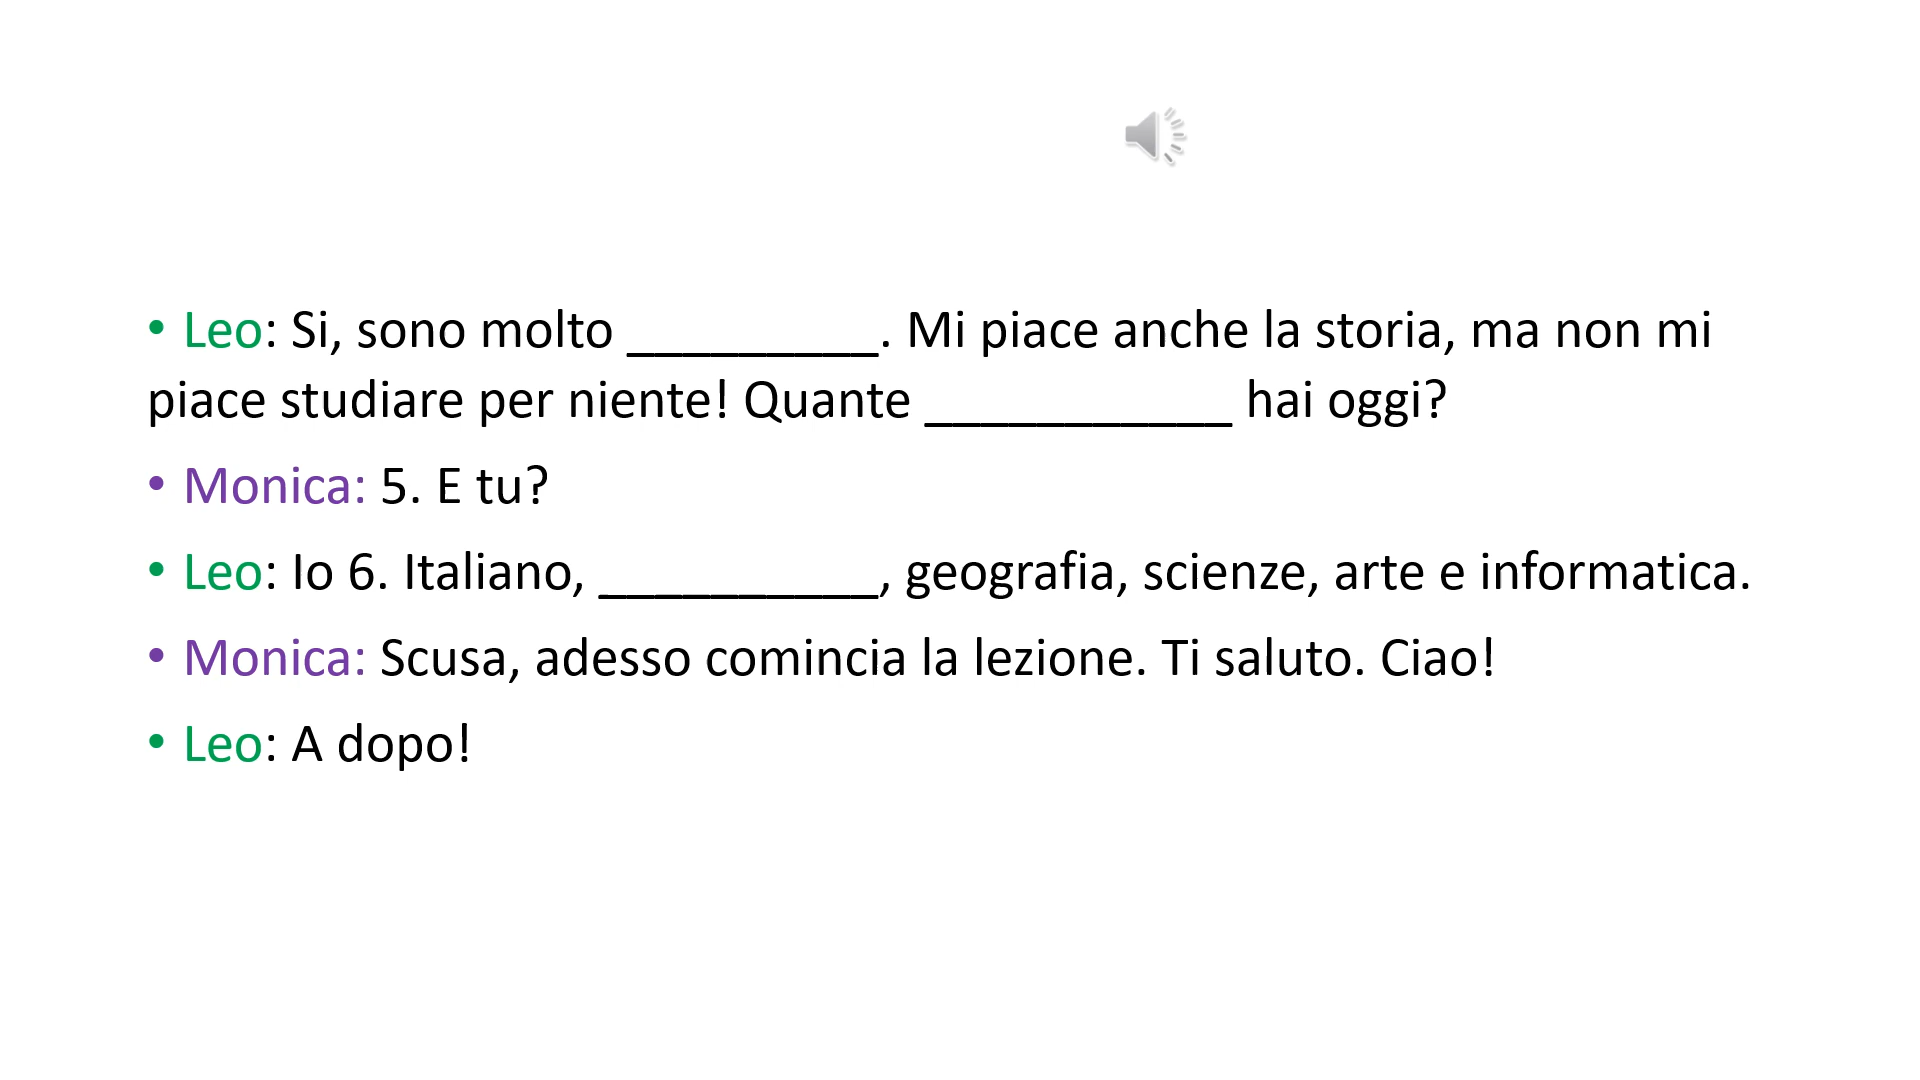 • Leo: Si, sono molto _________. Mi piace anche la storia, ma non mi
piace studiare per niente! Quante ___________ hai oggi?
• Monica: 5. E tu?
• Leo: Io 6. Italiano, __________, geografia, scienze, arte e informatica.
• Monica: Scusa, adesso comincia la lezione. Ti saluto. Ciao!
• Leo: A dopo!